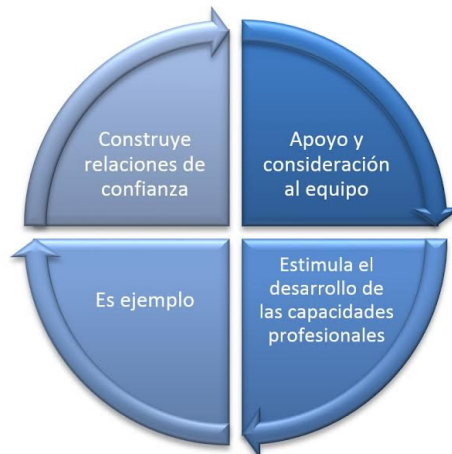 Construye
relaciones de
confianza
Apoyo y
consideración
al equipo
Es ejemplo
Estimula el
desarrollo de
las capacidades
profesionales